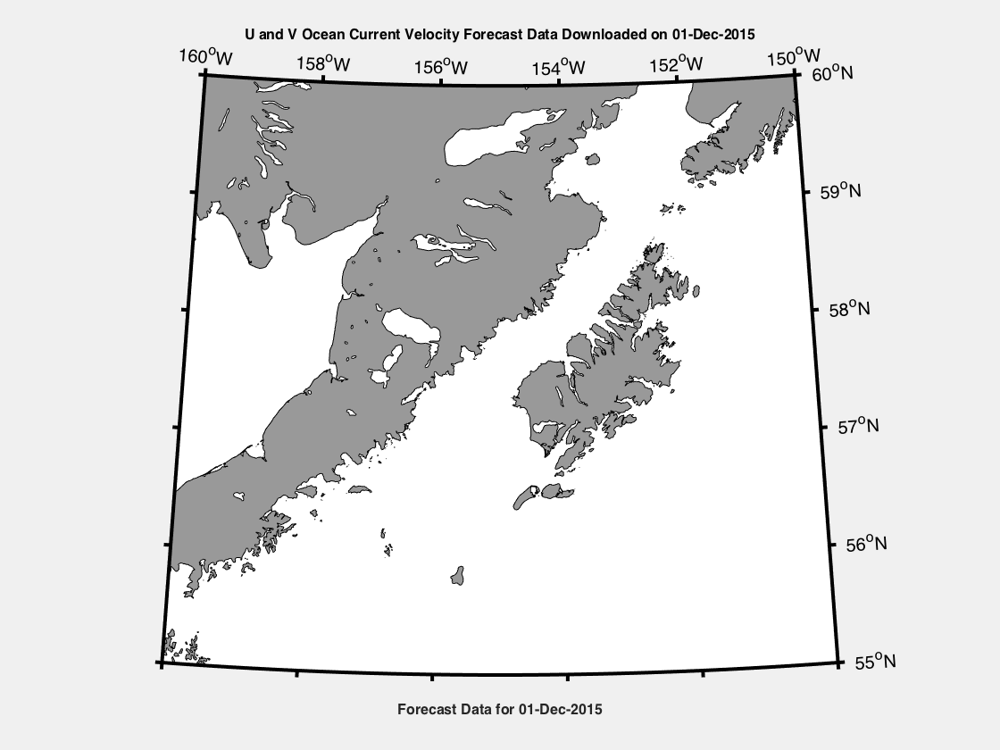 U and V Ocean Current Velocity Forecast Data Downloaded on 01-Dec-2015
160°W 158°W 156°W 154°W 152°W 150°W
60°N
59°N
58°N
57°N
56°N
55°N
Forecast Data for 01-Dec-2015